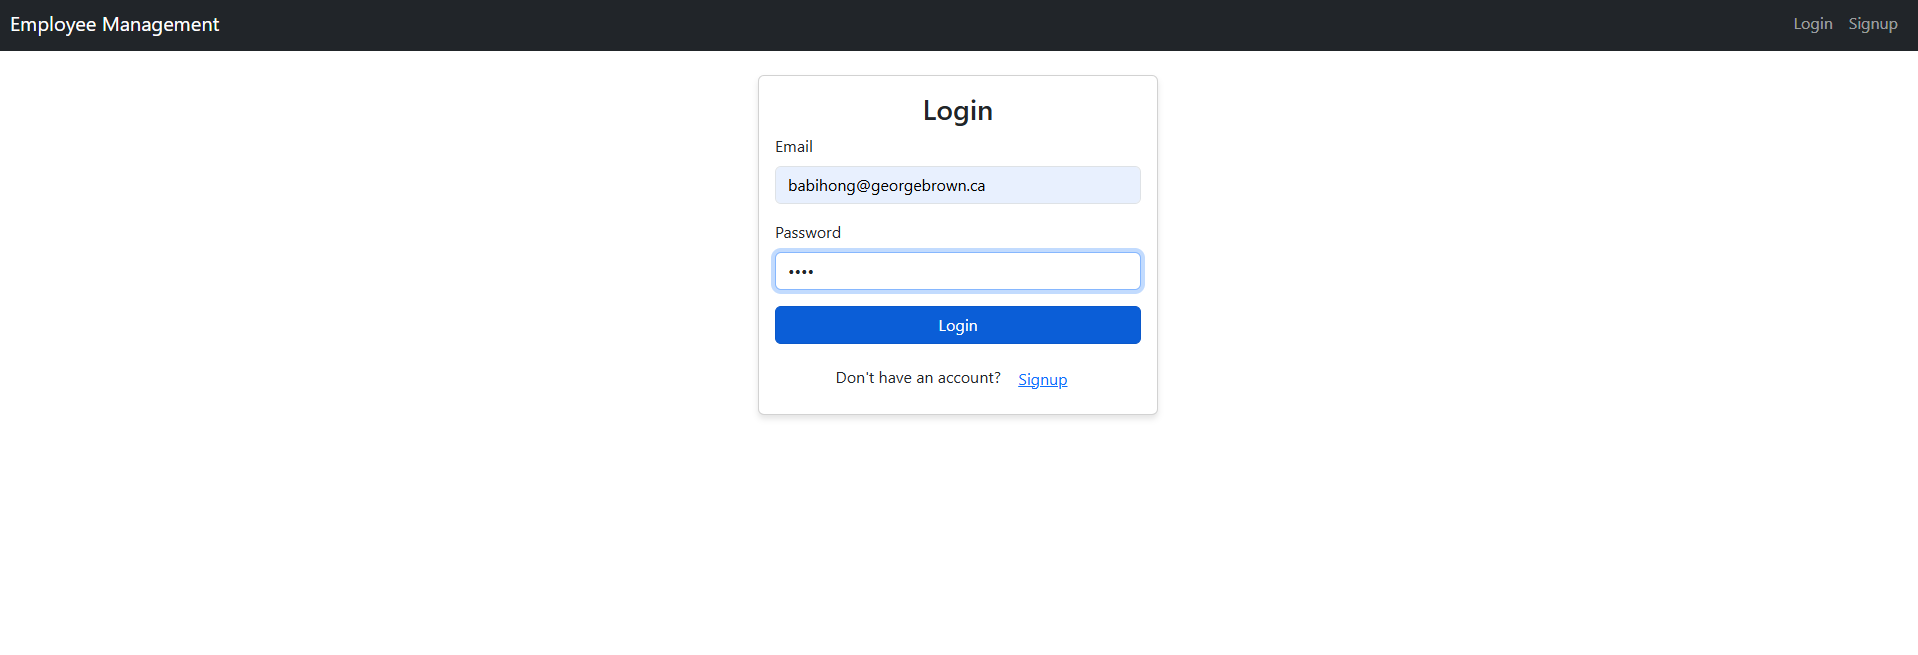 Employee Management
Login Signup
Login
Email
babihong@georgebrown.ca
Password
••••
Login
Don't have an account? Signup